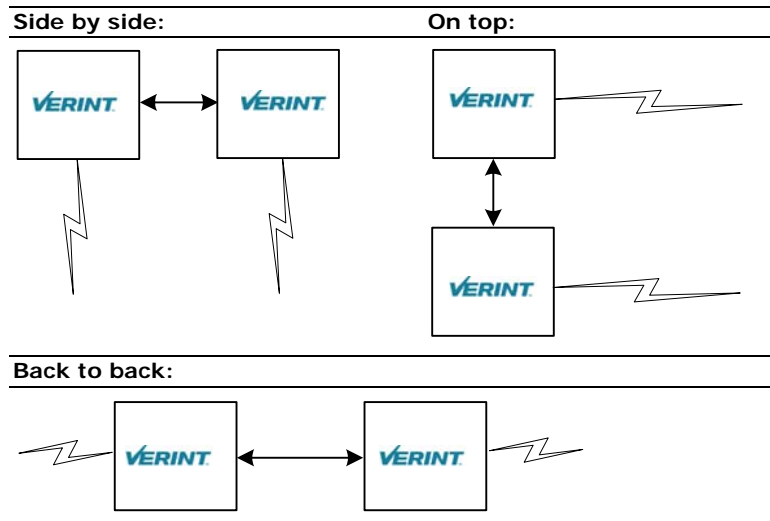 Side by side:
On top:
VERINT.
VERINT.
VERINT.
VERINT.
Back to back:
VERINT.
VERINT.